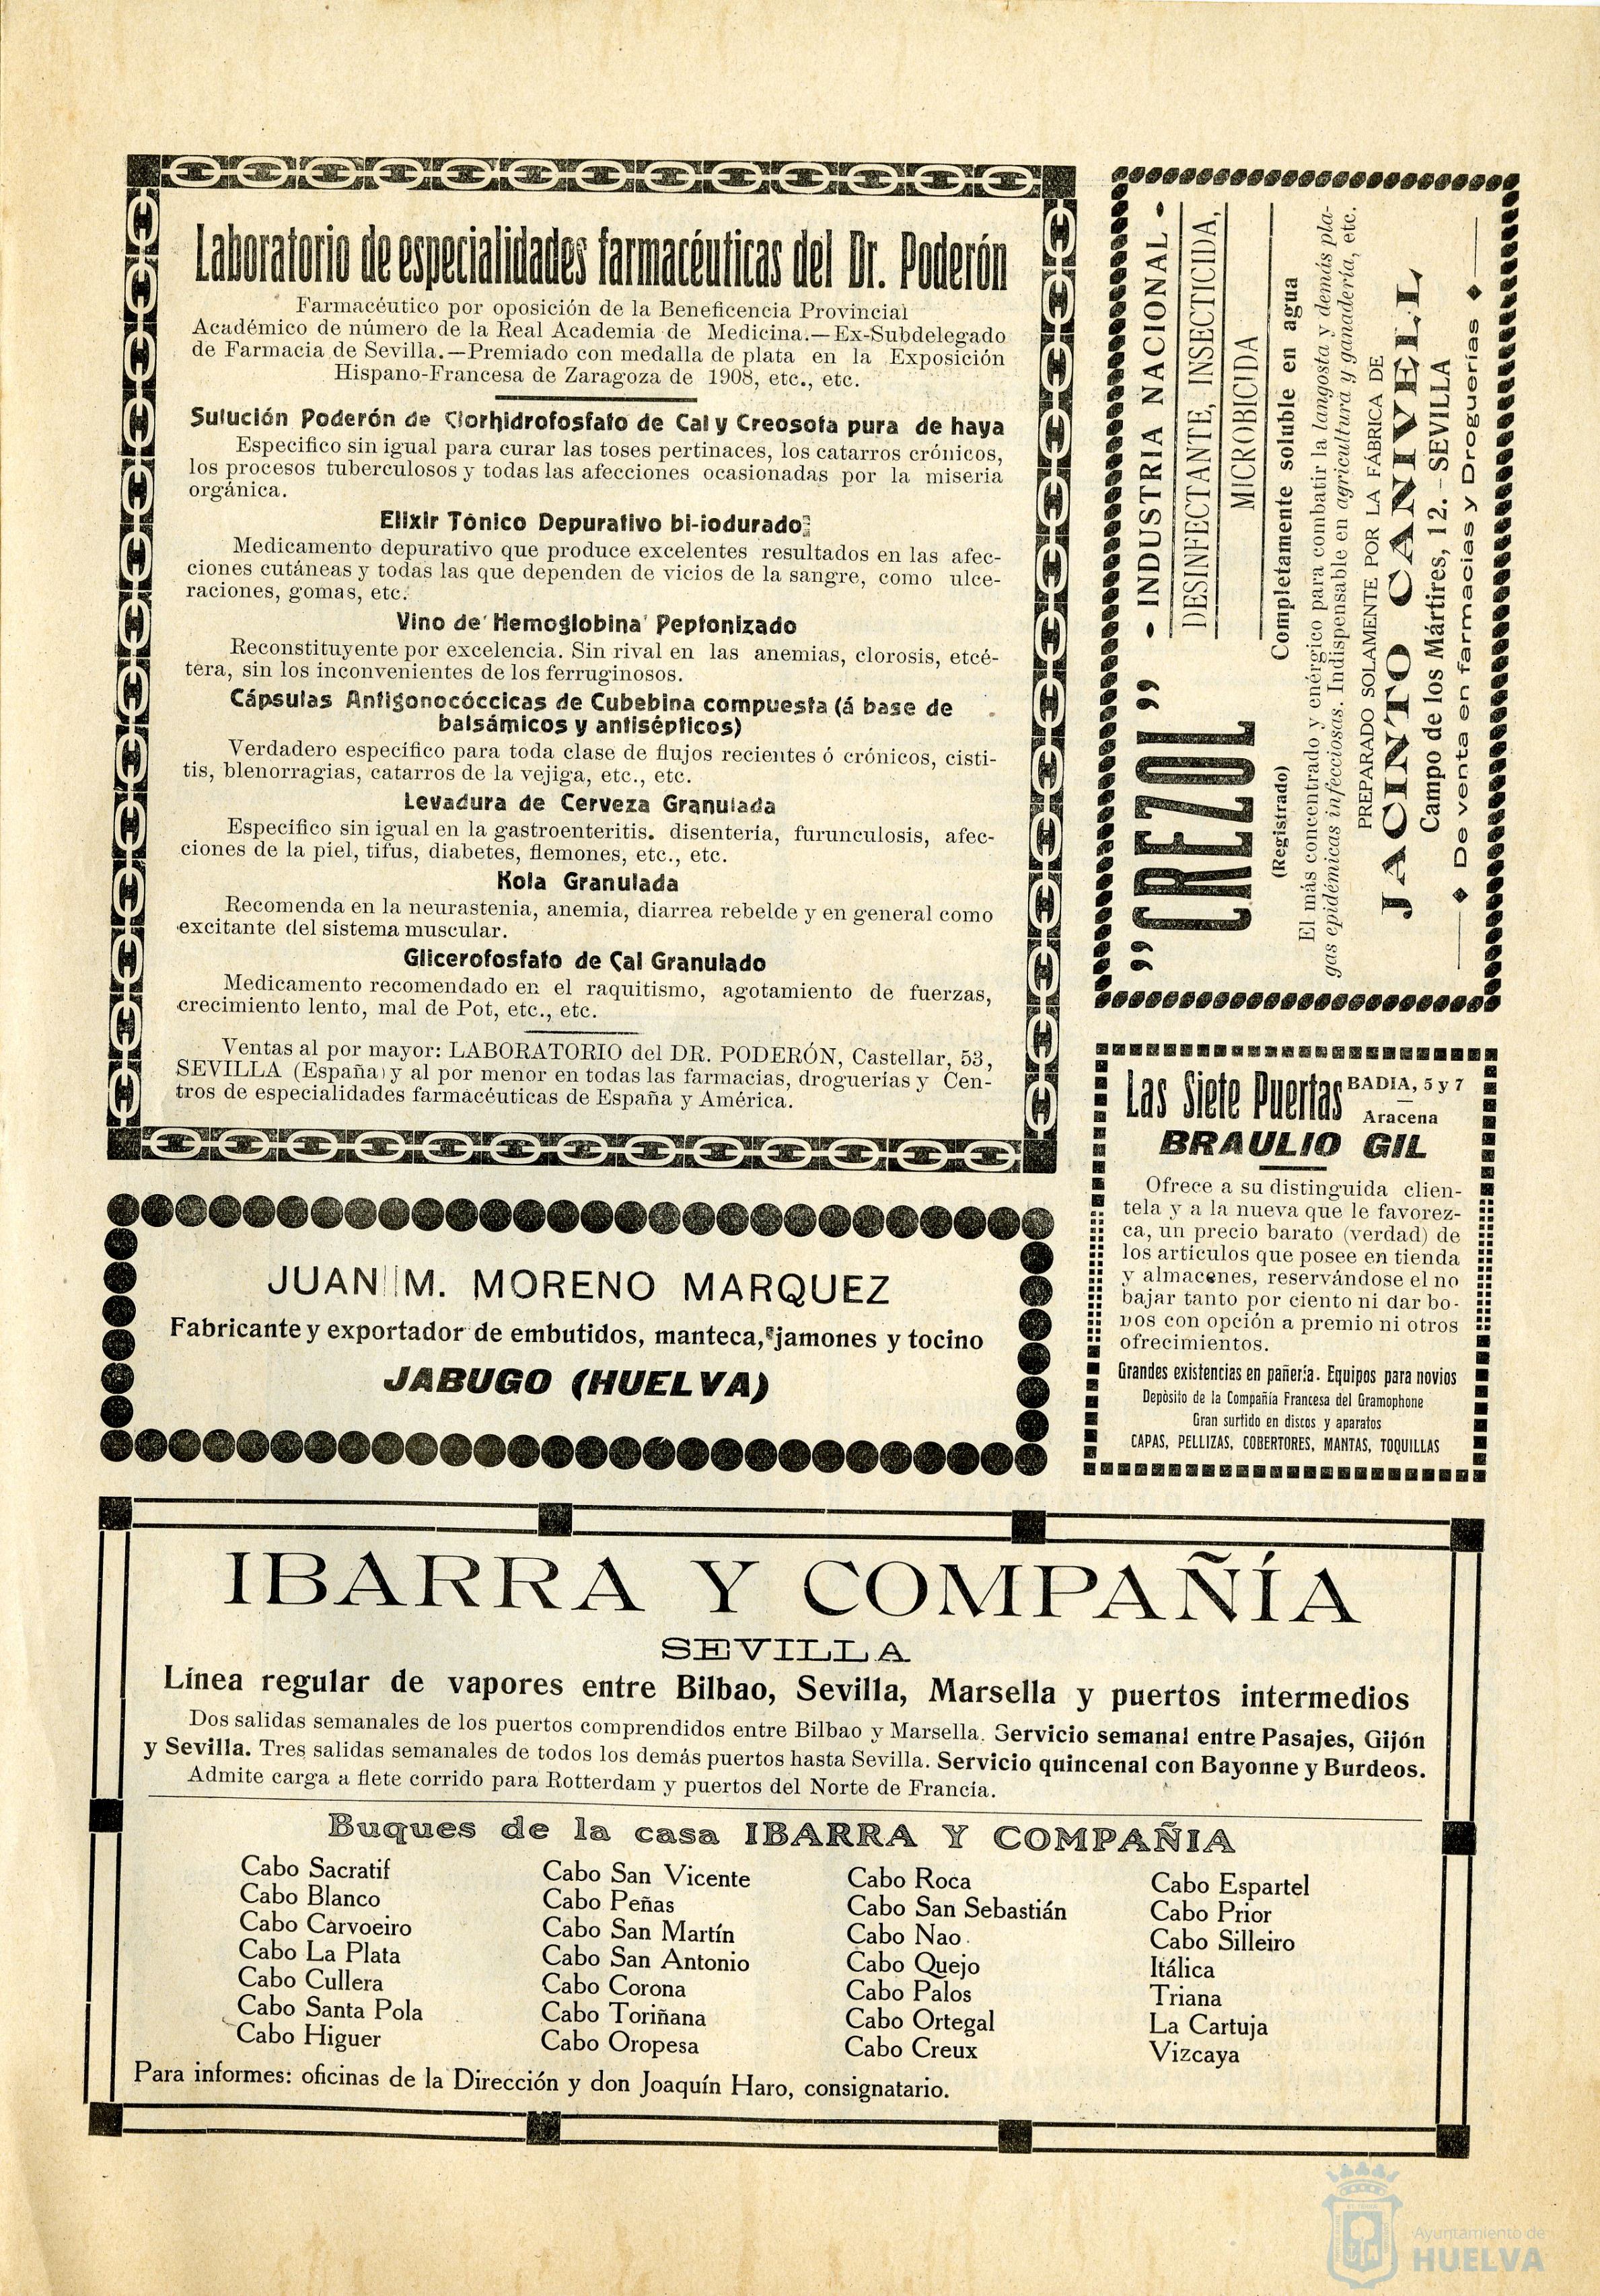 Laboratorio de especialidades farmacéuticas del Dr. Poderón
Farmacéutico por oposición de la Beneficencia Provincial
Académico de número de la Real Academia de Medicina.—Ex-Subdelegado
de Farmacia de Sevilla.—Premiado con medalla de plata en la Exposición
Hispano-Francesa de Zaragoza de 1908, etc., etc.
Sulución Poderón de Clorhidrofosfato de Cal y Creosota pura de haya
Especifico sin igual para curar las toses pertinaces, los catarros crónicos,
los procesos tuberculosos y todas las afecciones ocasionadas por la miseria
orgánica.
Elixir Tónico Depurativo bi-iodurado
Medicamento depurativo que produce excelentes resultados en las afec-
ciones cutáneas y todas las que dependen de vicios de la sangre, como ulce-
raciones, gomas, etc.
Vino de Hemoglobina Peptonizado
Reconstituyente por excelencia. Sin rival en las anemias, clorosis, etcé-
tera, sin los inconvenientes de los ferruginosos.
Cápsulas Antigonocóccicas de Cubebina compuesta (á base de
balsámicos y antisépticos)
Verdadero específico para toda clase de flujos recientes ó crónicos, cisti-
tis, blenorragias, catarros de la vejiga, etc., etc.
Levadura de Cerveza Granulada
Específico sin igual en la gastroenteritis. disentería, furunculosis, afec-
ciones de la piel, tifus, diabetes, flemones, etc., etc.
Kola Granulada
Recomenda en la neurastenia, anemia, diarrea rebelde y en general como
excitante del sistema muscular.
Glicerofosfato de Cal Granulado
Medicamento recomendado en el raquitismo, agotamiento de fuerzas,
crecimiento lento, mal de Pot, etc., etc.
Ventas al por mayor: LABORATORIO del DR. PODERÓN, Castellar, 53,
SEVILLA (España) y al por menor en todas las farmacias, droguerías y Cen-
tros de especialidades farmacéuticas de España y América.
"CREZOL"
(Registrado)
- INDUSTRIA NACIONAL -
DESINFECTANTE, INSECTICIDA,
MICROBICIDA
Completamente soluble en agua
El más concentrado y enérgico para combatir la langosta y demás pla-
gas epidémicas infecciosas. Indispensable en agricultura y ganadería, etc.
PREPARADO SOLAMENTE POR LA FÁBRICA DE
JACINTO CANIVELL
Campo de los Mártires, 12.-SEVILLA
De venta en farmacias y Droguerías
Las Siete Puertas BADIA, 5 y 7
Aracena
BRAULIO GIL
Ofrece a su distinguida clien-
tela y a la nueva que le favorez-
ca, un precio barato (verdad) de
los artículos que posee en tienda
y almacenes, reservándose el no
bajar tanto por ciento ni dar bo-
nos con opción a premio ni otros
ofrecimientos.
Grandes existencias en pañería. Equipos para novios
Depósito de la Compañía Francesa del Gramophone
Gran surtido en discos y aparatos
CAPAS, PELLIZAS, COBERTORES, MANTAS, TOQUILLAS
JUAN M. MORENO MARQUEZ
Fabricante y exportador de embutidos, manteca, jamones y tocino
JABUGO (HUELVA)
IBARRA Y COMPAÑÍA
SEVILLA
Línea regular de vapores entre Bilbao, Sevilla, Marsella y puertos intermedios
Dos salidas semanales de los puertos comprendidos entre Bilbao y Marsella. Servicio semanal entre Pasajes, Gijón
y Sevilla. Tres salidas semanales de todos los demás puertos hasta Sevilla. Servicio quincenal con Bayonne y Burdeos.
Admite carga a flete corrido para Rotterdam y puertos del Norte de Francia.
Buques de la casa IBARRA Y COMPAÑIA
Cabo Sacratif
Cabo Blanco
Cabo Carvoeiro
Cabo La Plata
Cabo Cullera
Cabo Santa Pola
Cabo Higuer
Cabo San Vicente
Cabo Peñas
Cabo San Martín
Cabo San Antonio
Cabo Corona
Cabo Toriñana
Cabo Oropesa
Cabo Roca
Cabo San Sebastián
Cabo Nao
Cabo Quejo
Cabo Palos
Cabo Ortegal
Cabo Creux
Cabo Espartel
Cabo Prior
Cabo Silleiro
Itálica
Triana
La Cartuja
Vizcaya
Para informes: oficinas de la Dirección y don Joaquín Haro, consignatario.
Ayuntamiento de
HUELVA